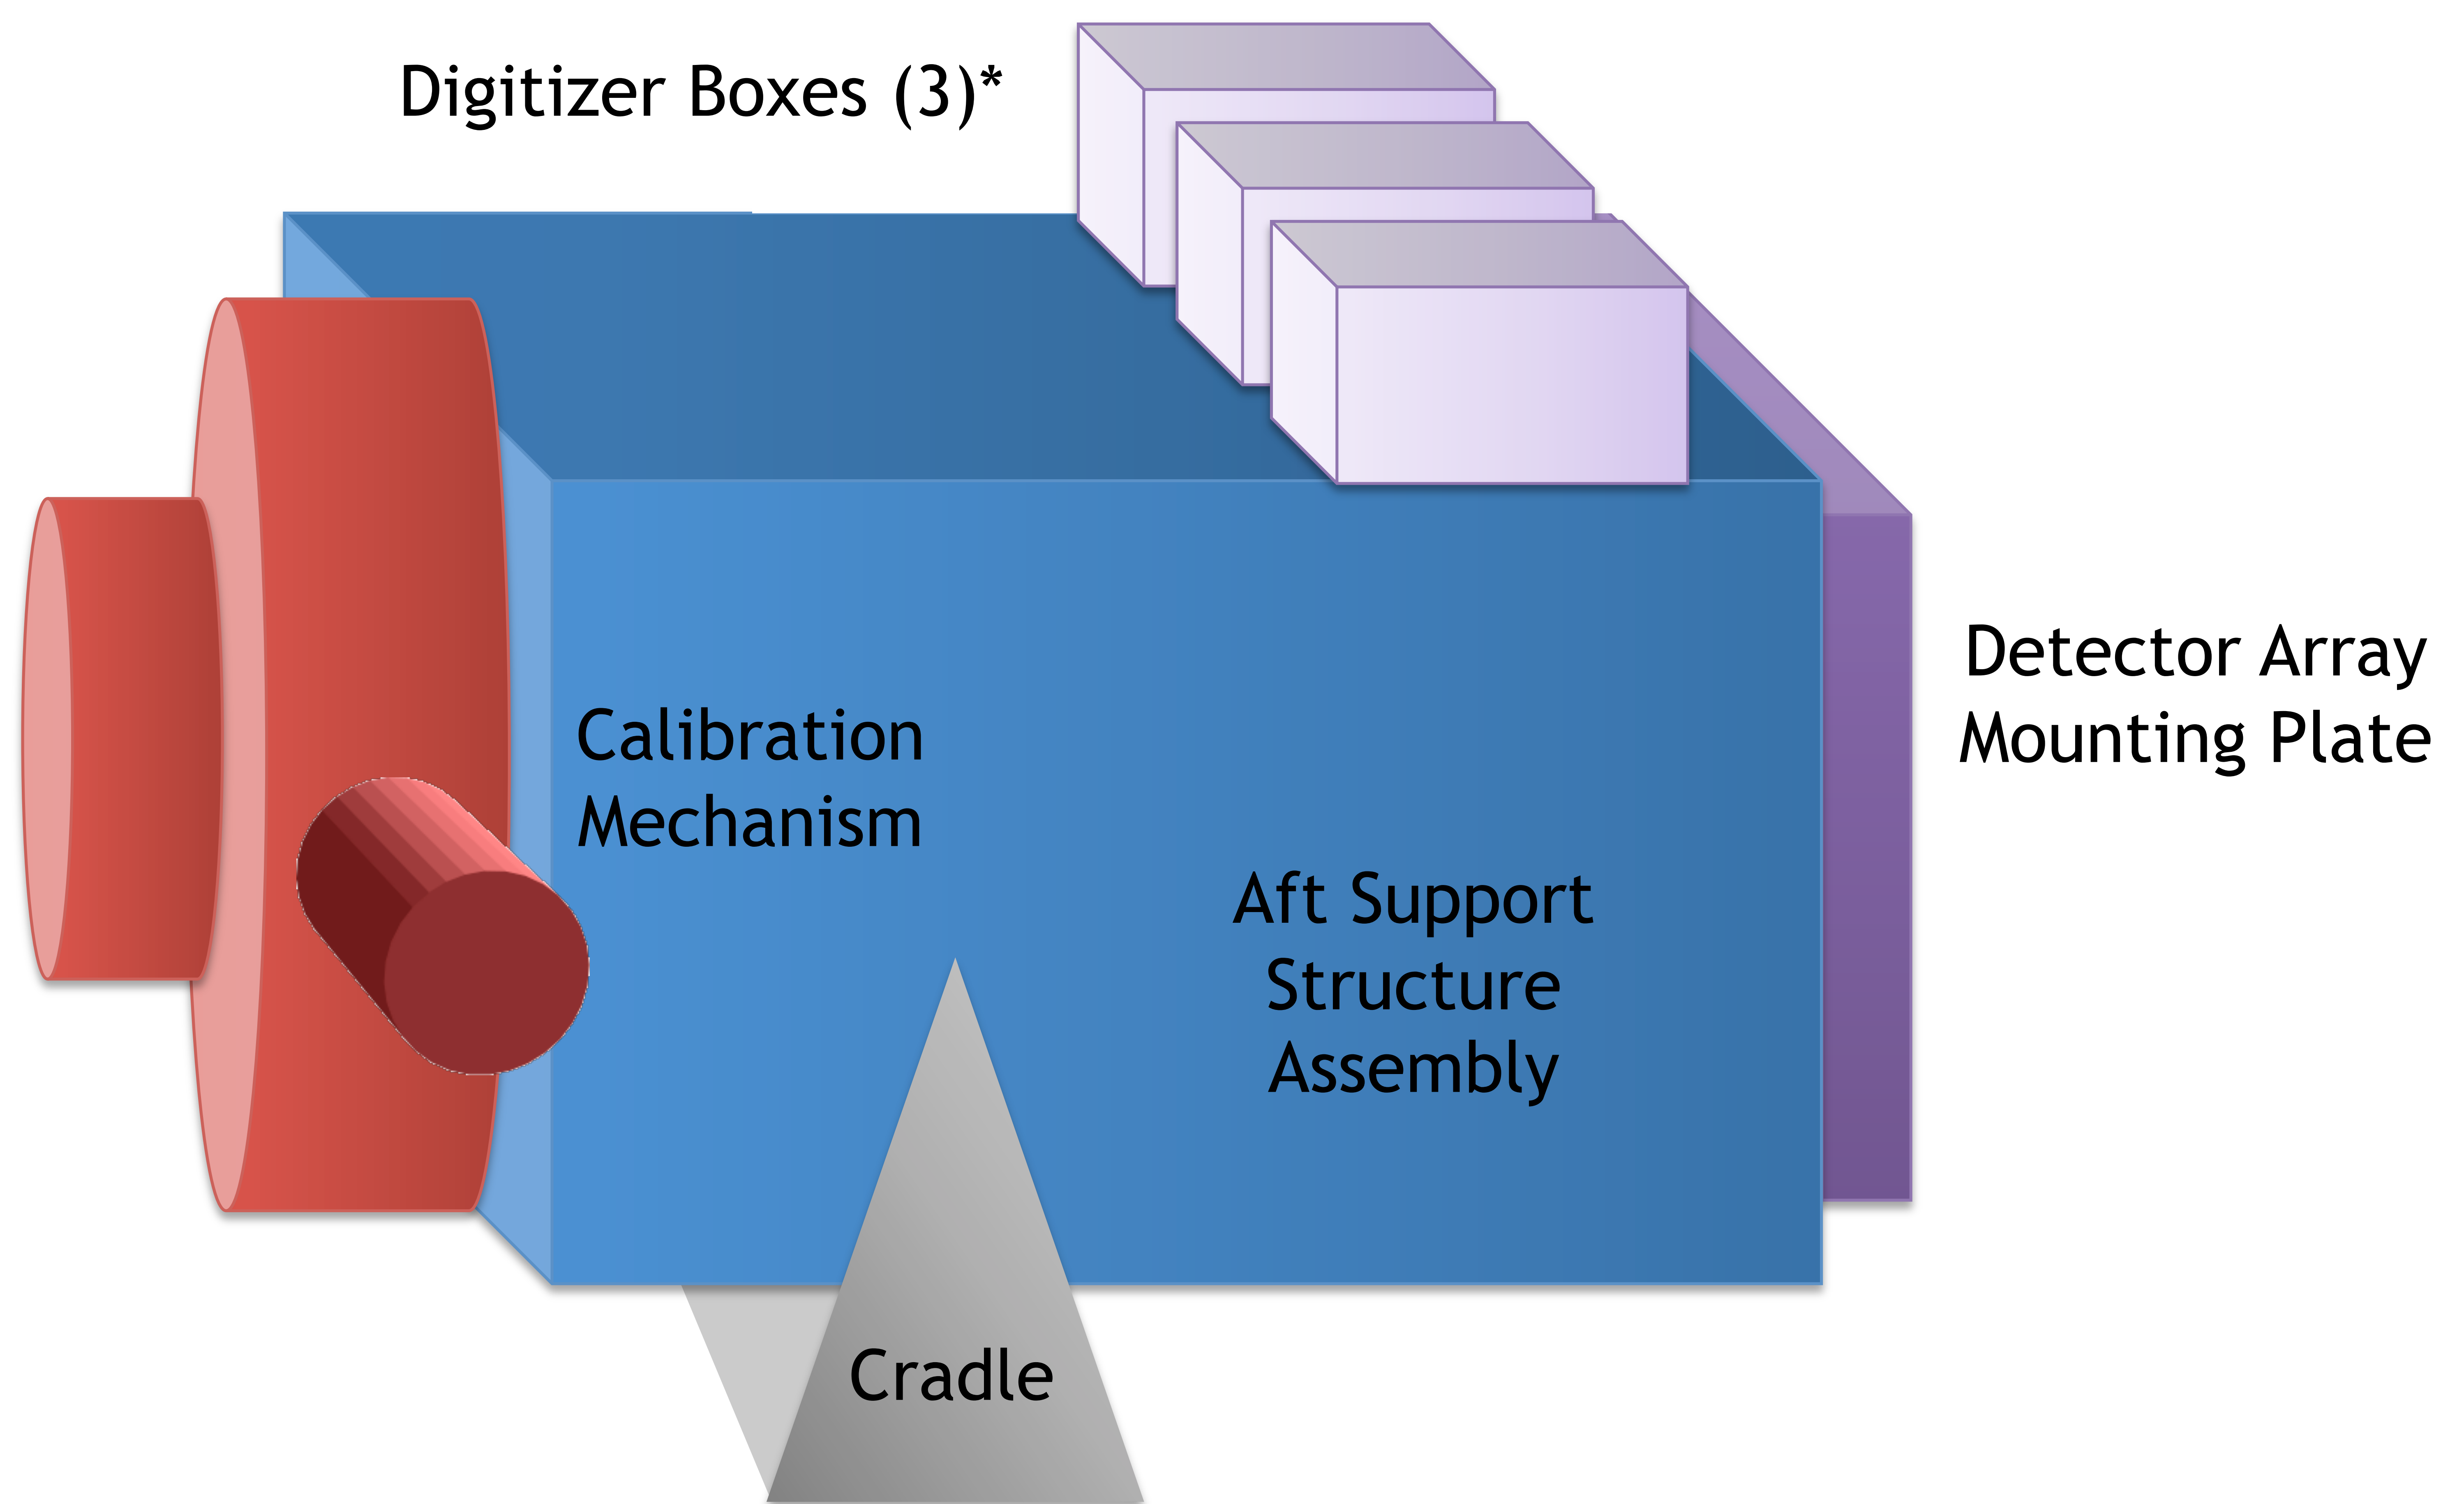 Digitizer Boxes (3)*
Detector Array
Mounting Plate
Calibration
Mechanism
Aft Support
Structure
Assembly
Cradle